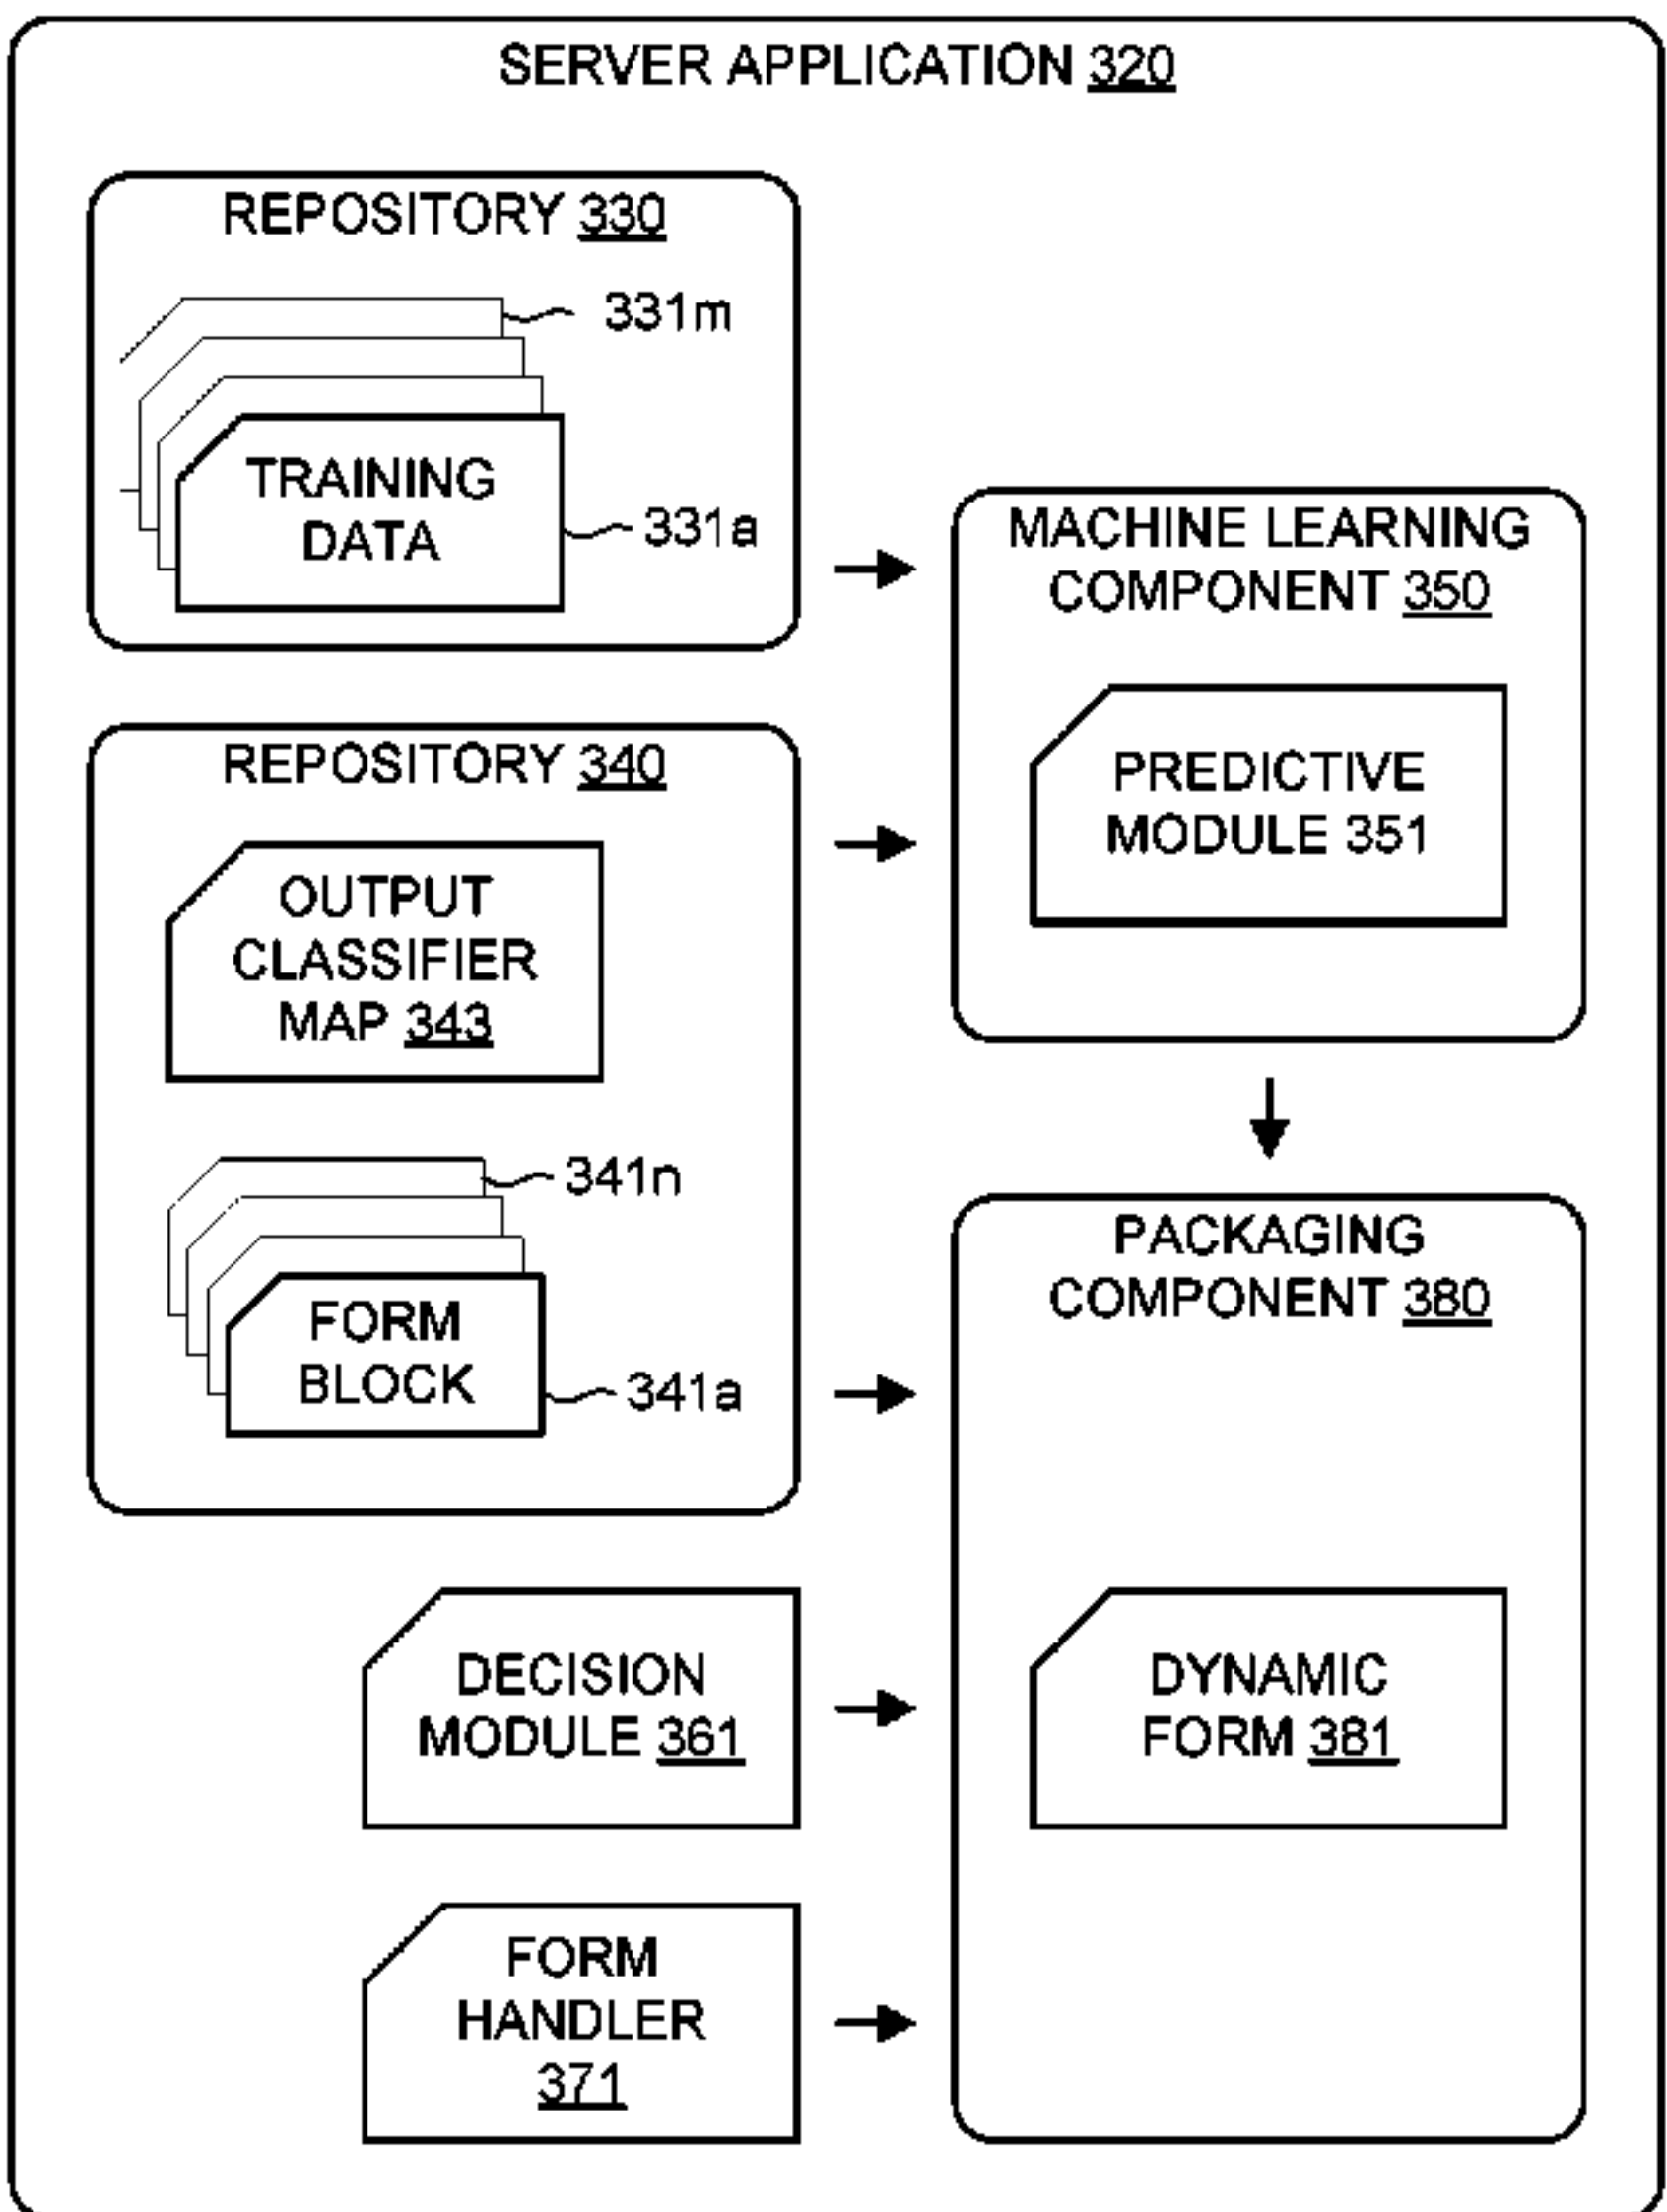 SERVER APPLICATION 320
REPOSITORY 330
331m
TRAINING
DATA
331a
MACHINE LEARNING
COMPONENT 350
PREDICTIVE
MODULE 351
REPOSITORY 340
OUTPUT
CLASSIFIER
MAP 343
341n
FORM
BLOCK
341a
PACKAGING
COMPONENT 380
DECISION
MODULE 361
DYNAMIC
FORM 381
FORM
HANDLER
371